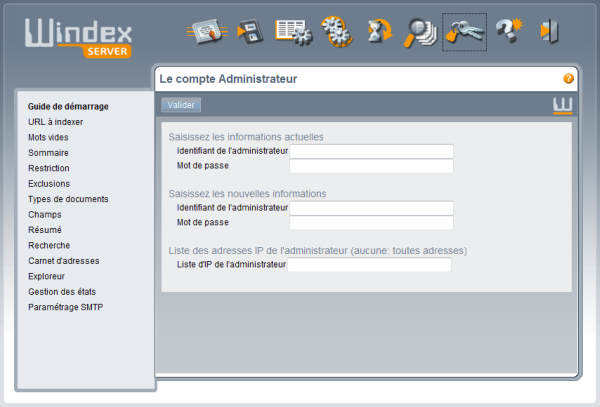 Windex
SERVER
Le compte Administrateur
?
Valider
W
Guide de démarrage
URL à indexer
Mots vides
Sommaire
Restriction
Exclusions
Types de documents
Champs
Résumé
Recherche
Carnet d'adresses
Exploreur
Gestion des états
Paramétrage SMTP
Saisissez les informations actuelles
Identifiant de l'administrateur
Mot de passe
Saisissez les nouvelles informations
Identifiant de l'administrateur
Mot de passe
Liste des adresses IP de l'administrateur (aucune: toutes adresses)
Liste d'IP de l'administrateur